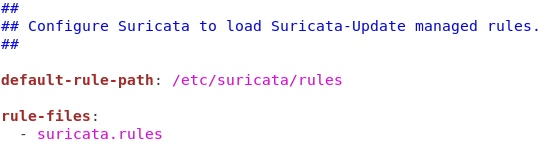 ##
## Configure Suricata to load Suricata-Update managed rules.
##
default-rule-path: /etc/suricata/rules
rule-files:
  - suricata.rules